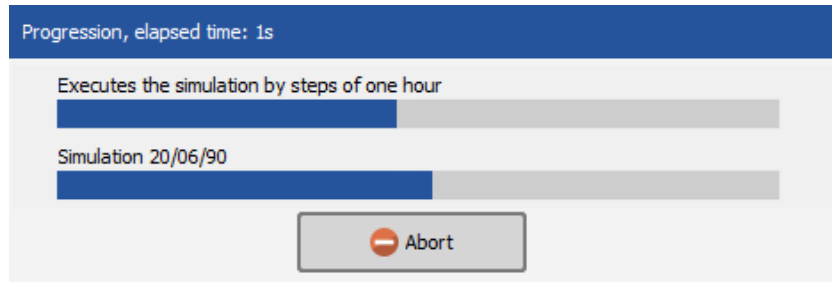 Progression, elapsed time: 1s
Executes the simulation by steps of one hour
Simulation 20/06/90
Abort